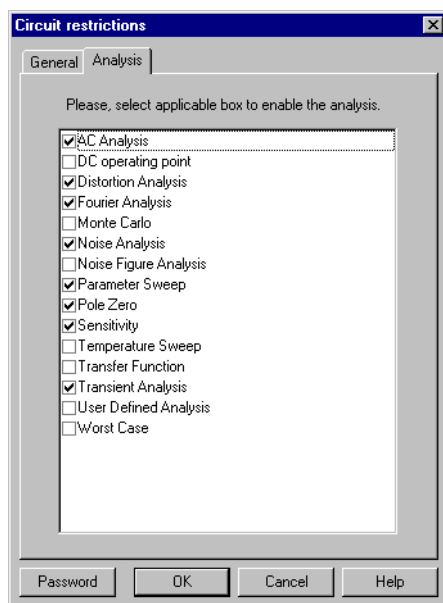 Circuit restrictions
General Analysis
Please, select applicable box to enable the analysis.
AC Analysis
DC operating point
Distortion Analysis
Fourier Analysis
Monte Carlo
Noise Analysis
Noise Figure Analysis
Parameter Sweep
Pole Zero
Sensitivity
Temperature Sweep
Transfer Function
Transient Analysis
User Defined Analysis
Worst Case
Password OK Cancel Help